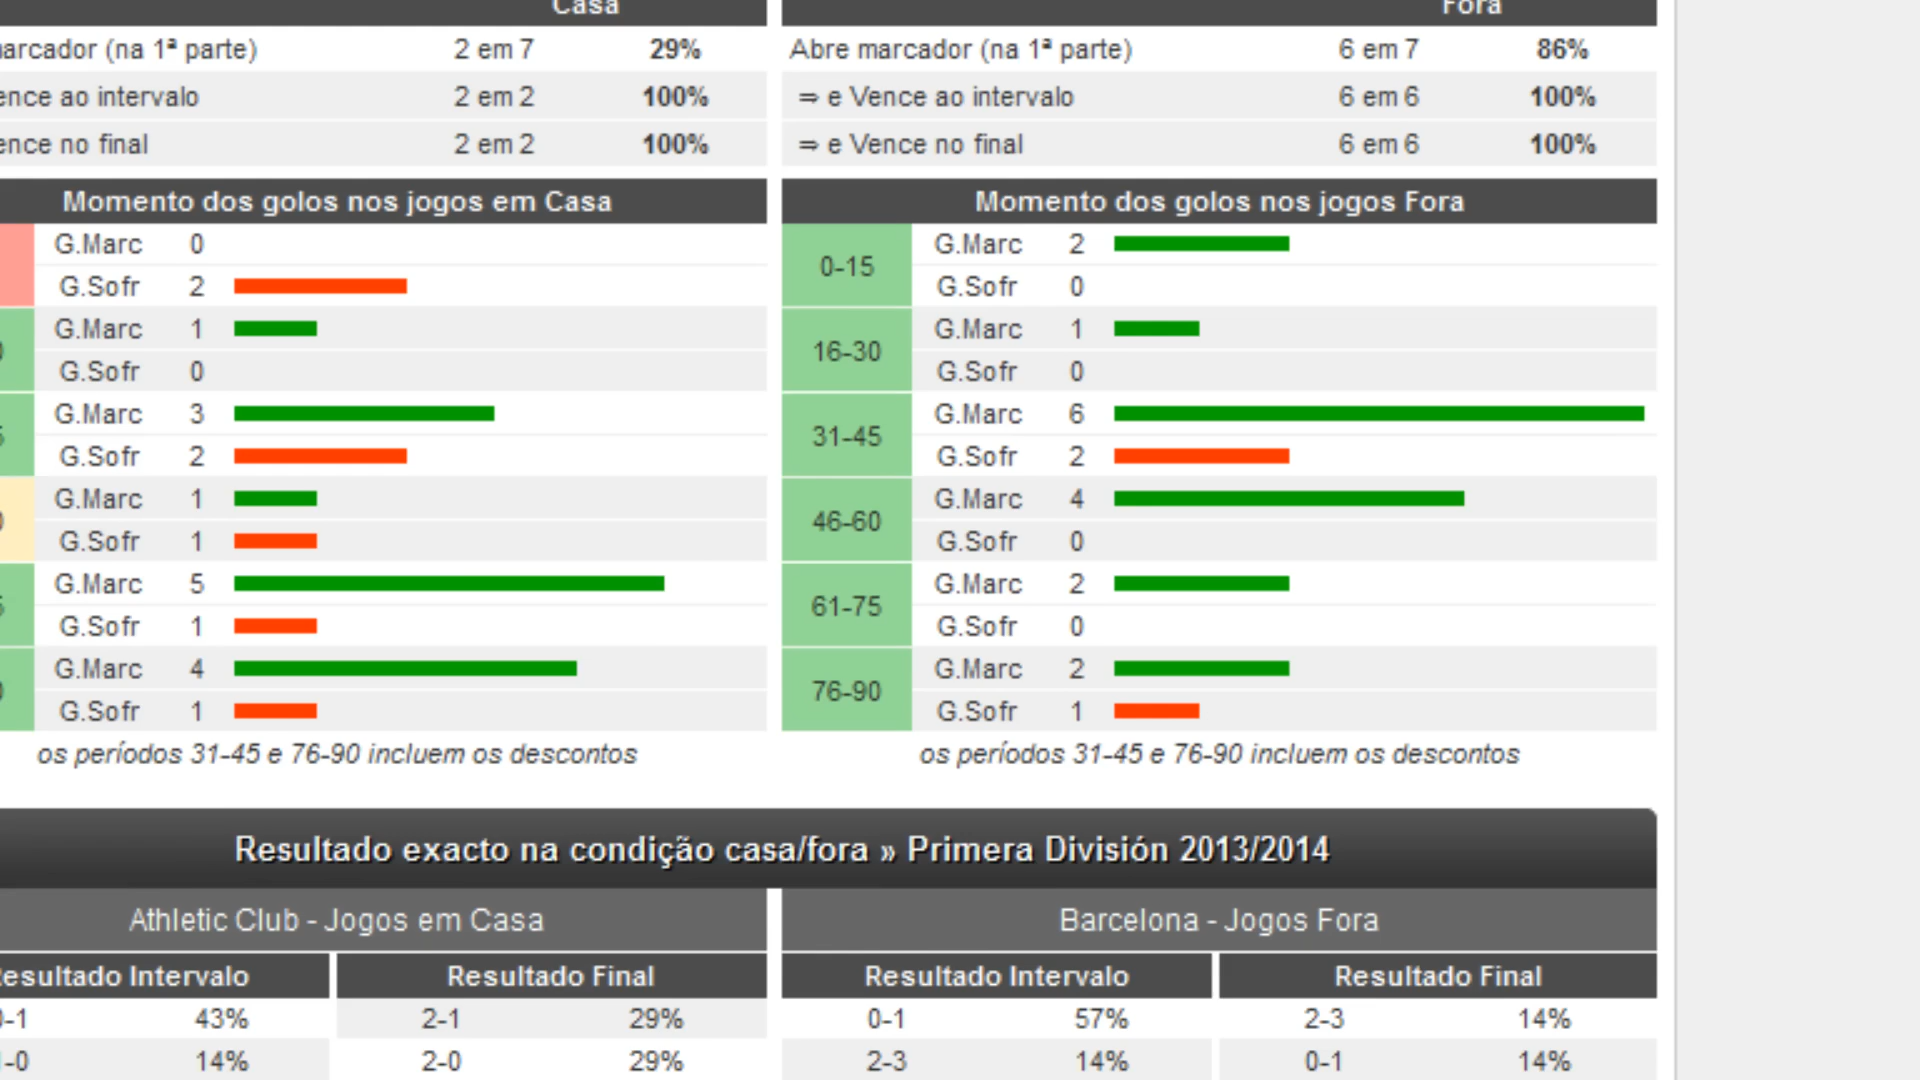 Casa Fora
arcador (na 1ª parte) 2 em 7 29% Abre marcador (na 1ª parte) 6 em 7 86%
ence ao intervalo 2 em 2 100% ⇒ e Vence ao intervalo 6 em 6 100%
ence no final 2 em 2 100% ⇒ e Vence no final 6 em 6 100%
Momento dos golos nos jogos em Casa
G.Marc 0
G.Sofr 2
G.Marc 1
G.Sofr 0
G.Marc 3
G.Sofr 2
G.Marc 1
G.Sofr 1
G.Marc 5
G.Sofr 1
G.Marc 4
G.Sofr 1
os períodos 31-45 e 76-90 incluem os descontos
Momento dos golos nos jogos Fora
0-15
G.Marc 2
G.Sofr 0
16-30
G.Marc 1
G.Sofr 0
31-45
G.Marc 6
G.Sofr 2
46-60
G.Marc 4
G.Sofr 0
61-75
G.Marc 2
G.Sofr 0
76-90
G.Marc 2
G.Sofr 1
os períodos 31-45 e 76-90 incluem os descontos
Resultado exacto na condição casa/fora » Primera División 2013/2014
Athletic Club - Jogos em Casa Barcelona - Jogos Fora
esultado Intervalo Resultado Final Resultado Intervalo Resultado Final
-1 43% 2-1 29% 0-1 57% 2-3 14%
-0 14% 2-0 29% 2-3 14% 0-1 14%